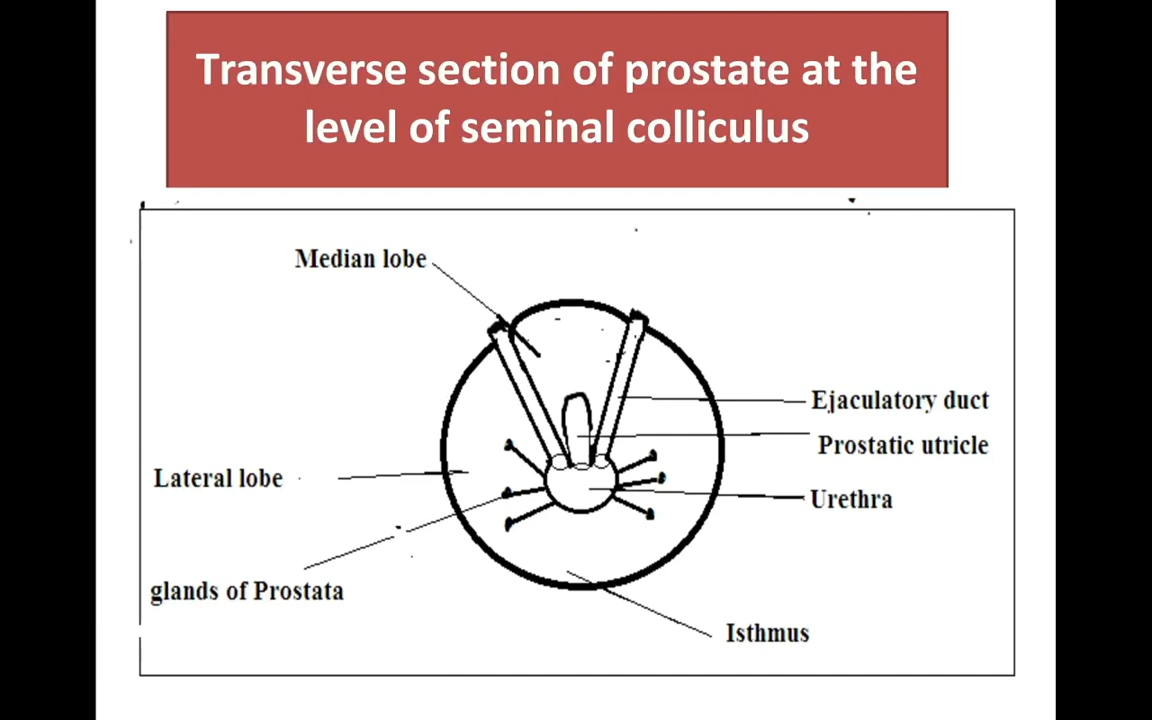 Transverse section of prostate at the
level of seminal colliculus
Median lobe
Ejaculatory duct
Prostatic utricle
Lateral lobe
Urethra
glands of Prostata
Isthmus